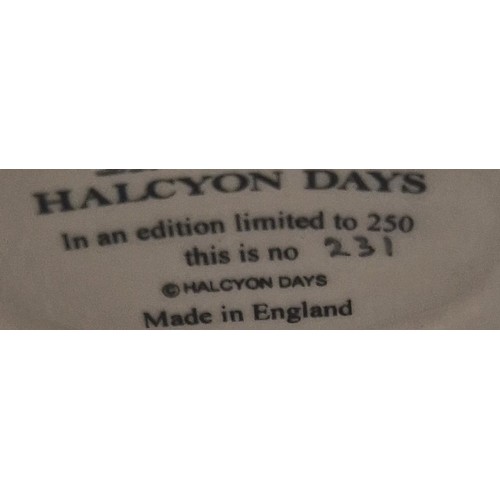 HALCYON DAYS
In an edition limited to 250
this is no 231
©HALCYON DAYS
Made in England